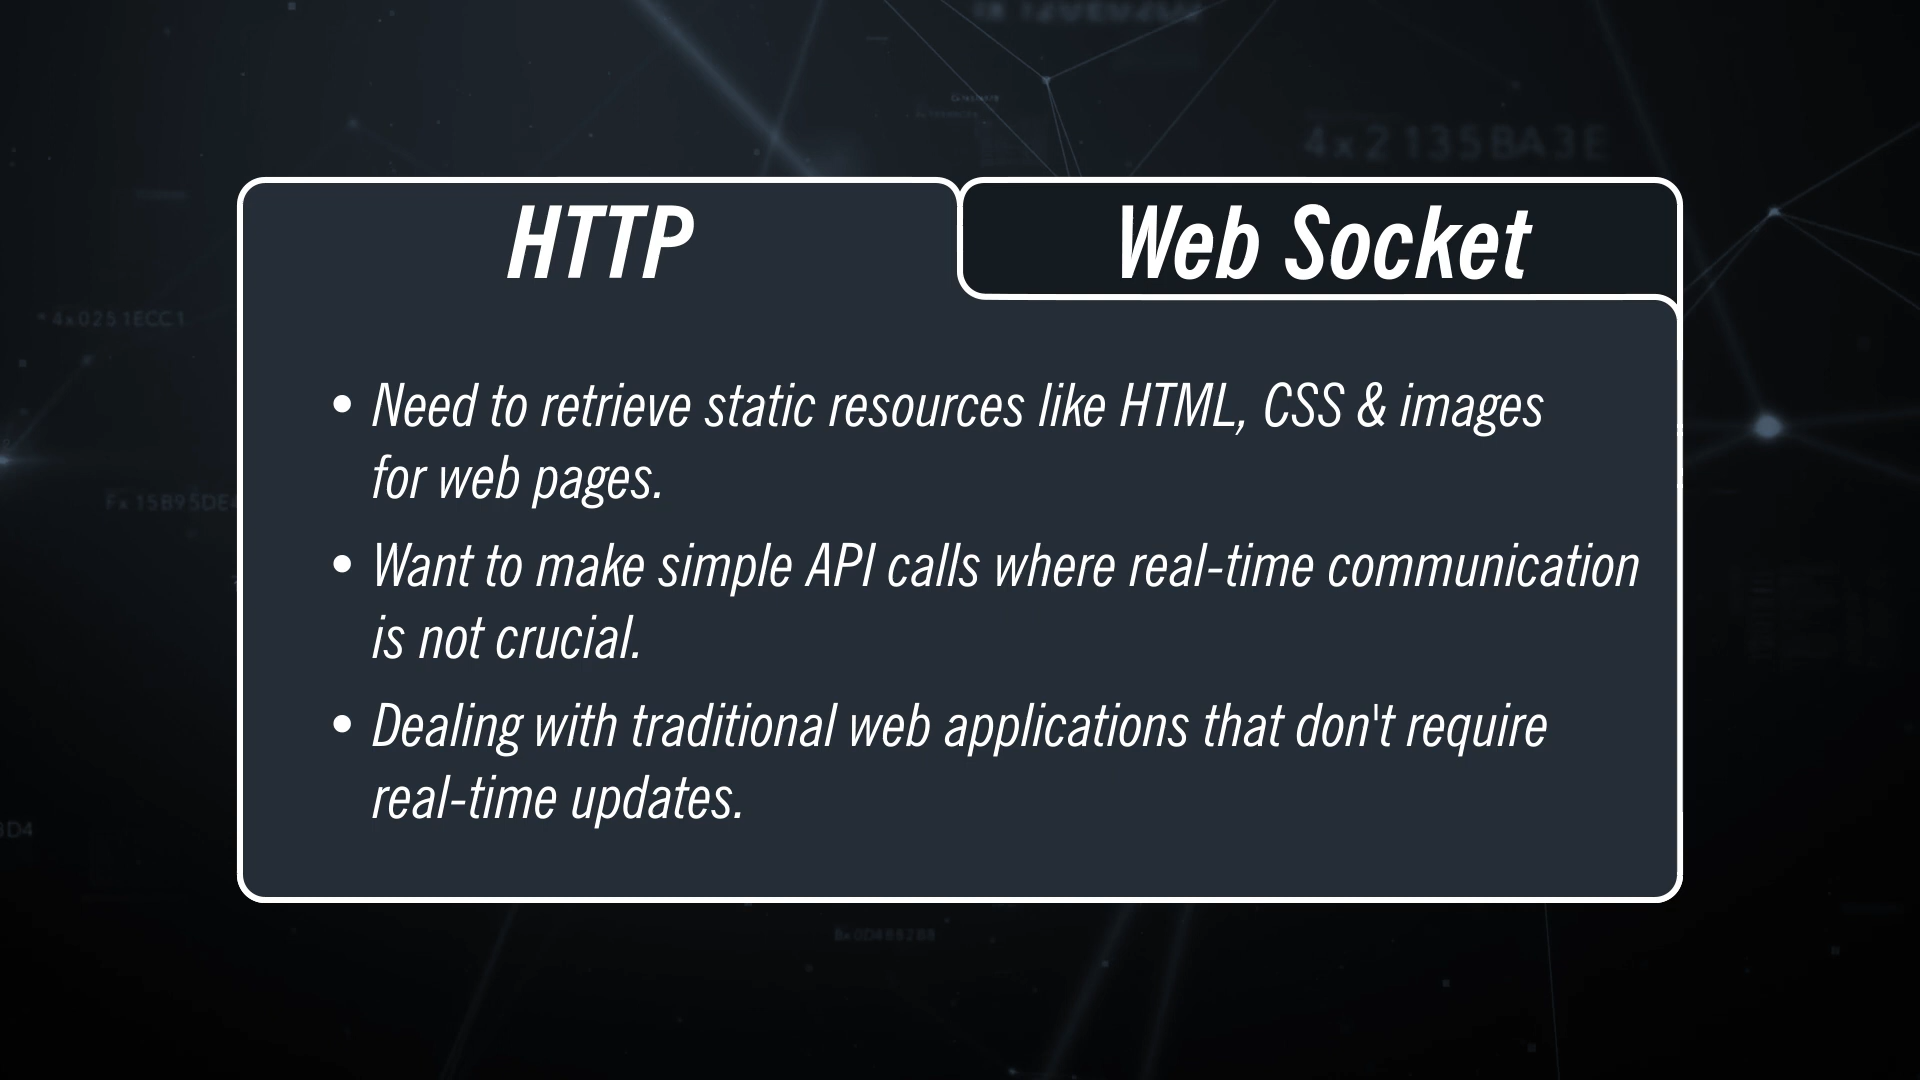 4x2135BA3E
HTTP
Web Socket
4x0251ECC1
• Need to retrieve static resources like HTML, CSS & images
for web pages.
• Want to make simple API calls where real-time communication
is not crucial.
• Dealing with traditional web applications that don't require
real-time updates.